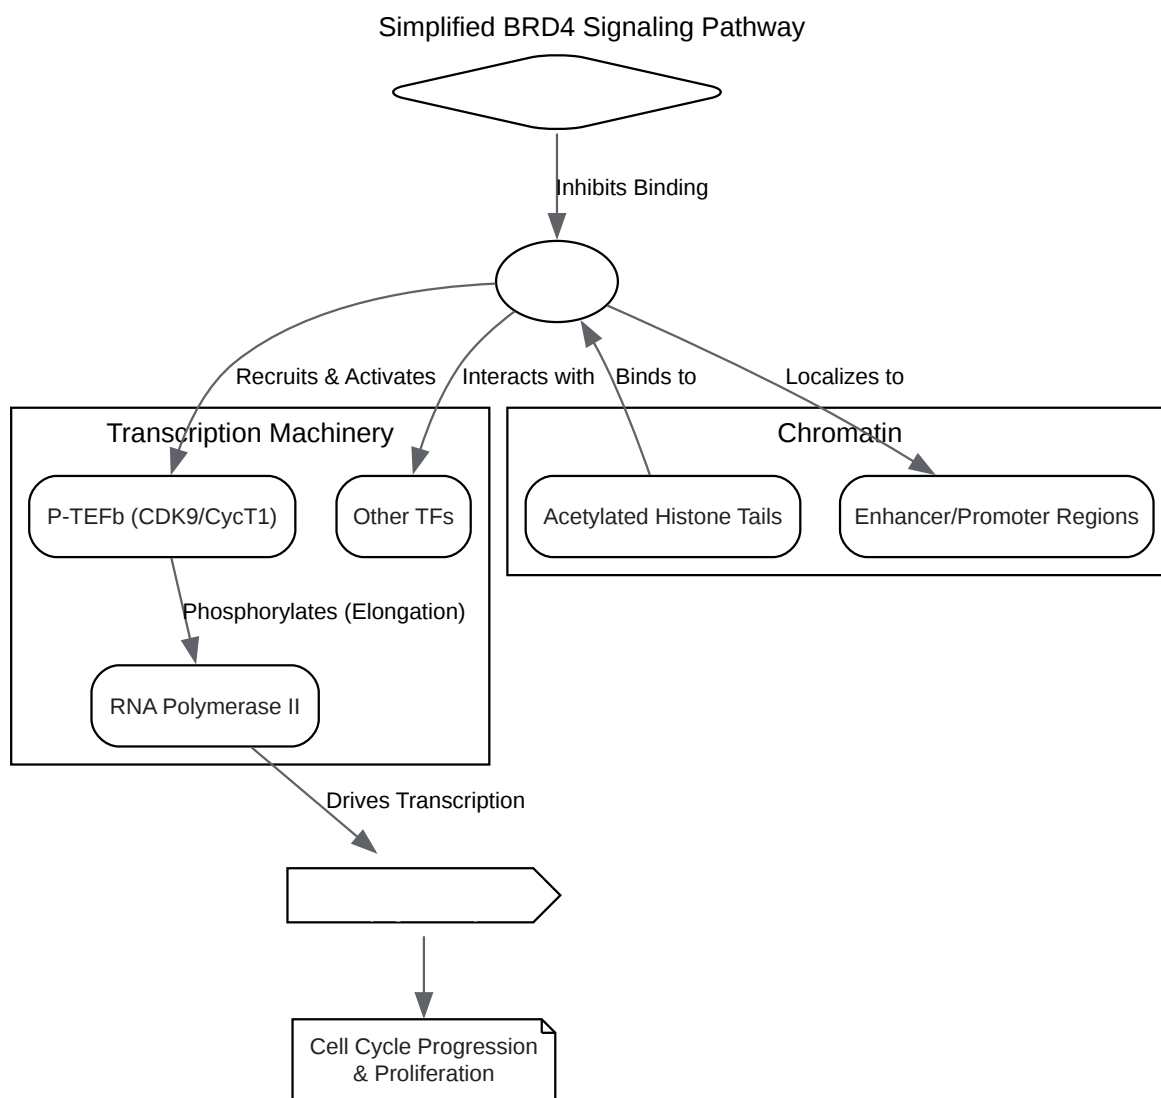 Simplified BRD4 Signaling Pathway
Inhibits Binding
Recruits & Activates
Interacts with
Binds to
Localizes to
Transcription Machinery
Chromatin
P-TEFb (CDK9/CycT1)
Other TFs
Acetylated Histone Tails
Enhancer/Promoter Regions
Phosphorylates (Elongation)
RNA Polymerase II
Drives Transcription
Cell Cycle Progression
& Proliferation